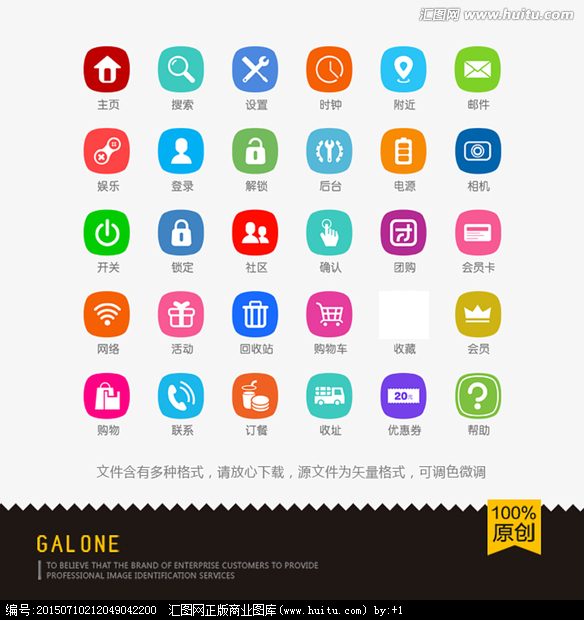 汇图网 www.huitu.com
主页 搜索 设置 时钟 附近 邮件
娱乐 登录 解锁 后台 电源 相机
开关 锁定 社区 确认 团购 会员卡
网络 活动 回收站 购物车 收藏 会员
20元
购物 联系 订餐 收址 优惠券 帮助
文件含有多种格式，请放心下载，源文件为矢量格式，可调色微调
100%
原创
GALONE
TO BELIEVE THAT THE BRAND OF ENTERPRISE CUSTOMERS TO PROVIDE
PROFESSIONAL IMAGE IDENTIFICATION SERVICES
编号:20150710212049042200 汇图网正版商业图库(www.huitu.com) by:+1